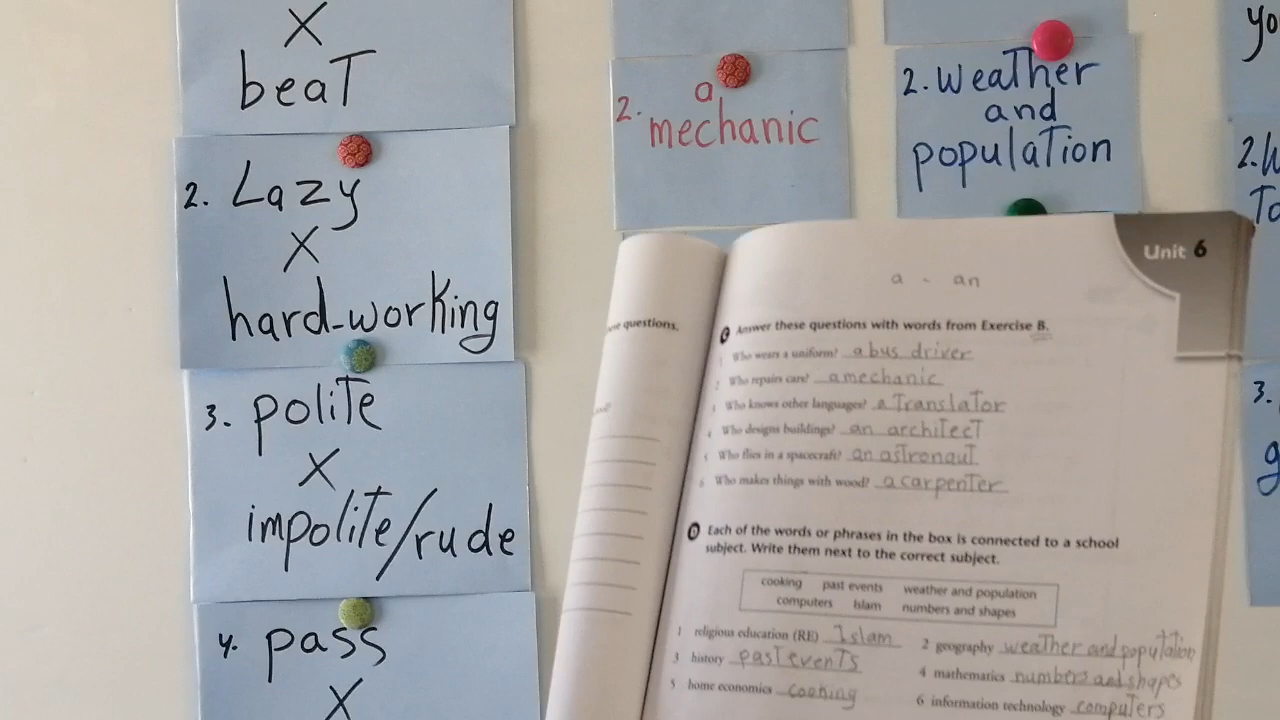 X
beat
2. Lazy
X
hard-working
3. polite
X
impolite/rude
4. pass
X
2. a
mechanic
2. weather
and
population
yo
2.
To
3.
g
questions.
Unit 6
a - an
C Answer these questions with words from Exercise B.
1 Who wears a uniform? a bus driver
2 Who repairs cars? a mechanic
3 Who knows other languages? a translator
4 Who designs buildings? an architect
5 Who flies in a spacecraft? an astronaut
6 Who makes things with wood? a carpenter
D Each of the words or phrases in the box is connected to a school
subject. Write them next to the correct subject.
cooking past events weather and population
computers Islam numbers and shapes
1 religious education (RE) Islam 2 geography weather and population
3 history past events 4 mathematics numbers and shapes
5 home economics cooking 6 information technology computers